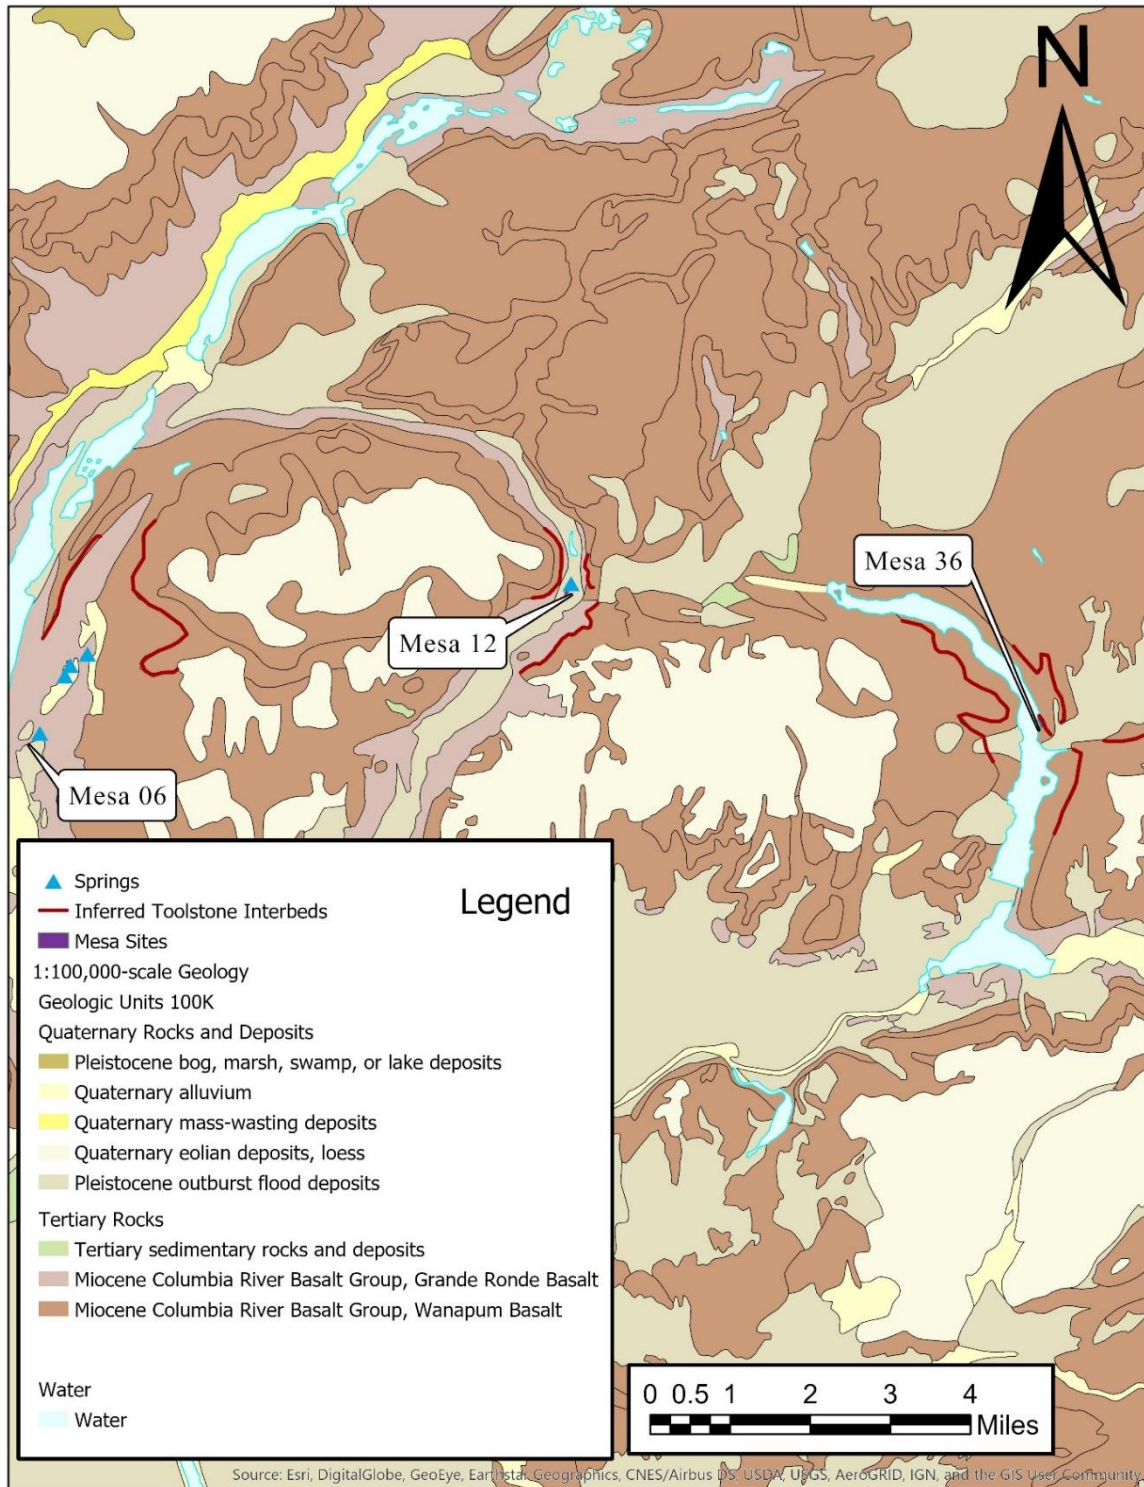 N
Mesa 36
Mesa 12
Mesa 06
Legend
Springs
Inferred Toolstone Interbeds
Mesa Sites
1:100,000-scale Geology
Geologic Units 100K
Quaternary Rocks and Deposits
Pleistocene bog, marsh, swamp, or lake deposits
Quaternary alluvium
Quaternary mass-wasting deposits
Quaternary eolian deposits, loess
Pleistocene outburst flood deposits
Tertiary Rocks
Tertiary sedimentary rocks and deposits
Miocene Columbia River Basalt Group, Grande Ronde Basalt
Miocene Columbia River Basalt Group, Wanapum Basalt
Water
Water
0 0.5 1 2 3 4
Miles
Source: Esri, DigitalGlobe, GeoEye, Earthstar Geographics, CNES/Airbus DS, USDA, USGS, AeroGRID, IGN, and the GIS User Community